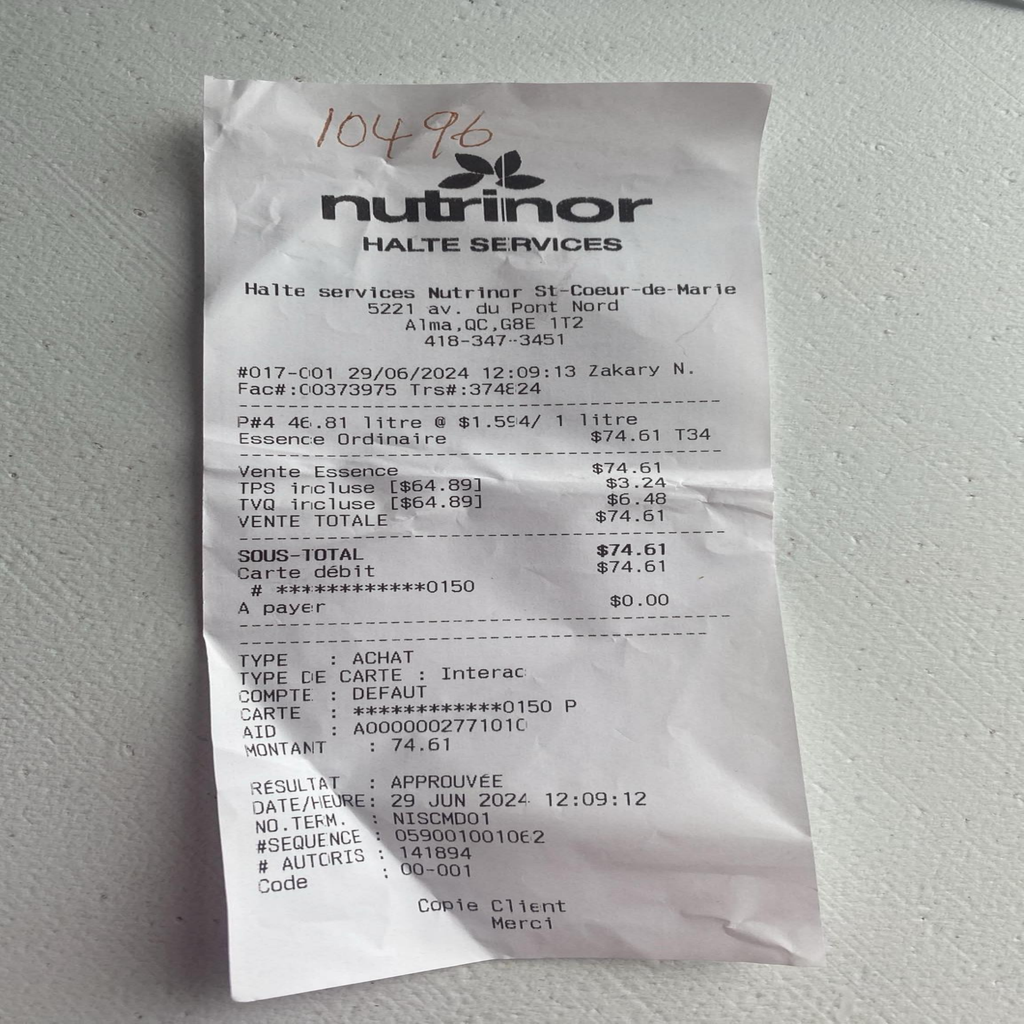 10496
nutrinor
HALTE SERVICES
Halte services Nutrinor St-Coeur-de-Marie
5221 av. du Pont Nord
Alma,QC,G8E 1T2
418-347-3451
#017-001 29/06/2024 12:09:13 Zakary N.
Fac#:00373975 Trs#:374824
P#4 46.81 litre @ $1.594/ 1 litre
Essence Ordinaire $74.61 T34
Vente Essence $74.61
TPS incluse [$64.89] $3.24
TVQ incluse [$64.89] $6.48
VENTE TOTALE $74.61
SOUS-TOTAL $74.61
Carte débit $74.61
# ************0150
A payer $0.00
TYPE : ACHAT
TYPE DE CARTE : Interac
COMPTE : DEFAUT
CARTE : ************0150 P
AID : A0000002771010
MONTANT : 74.61
RÉSULTAT : APPROUVÉE
DATE/HEURE: 29 JUN 2024 12:09:12
NO.TERM. : NISCMD01
#SEQUENCE : 059001001062
# AUTORIS : 141894
Code : 00-001
Copie Client
Merci